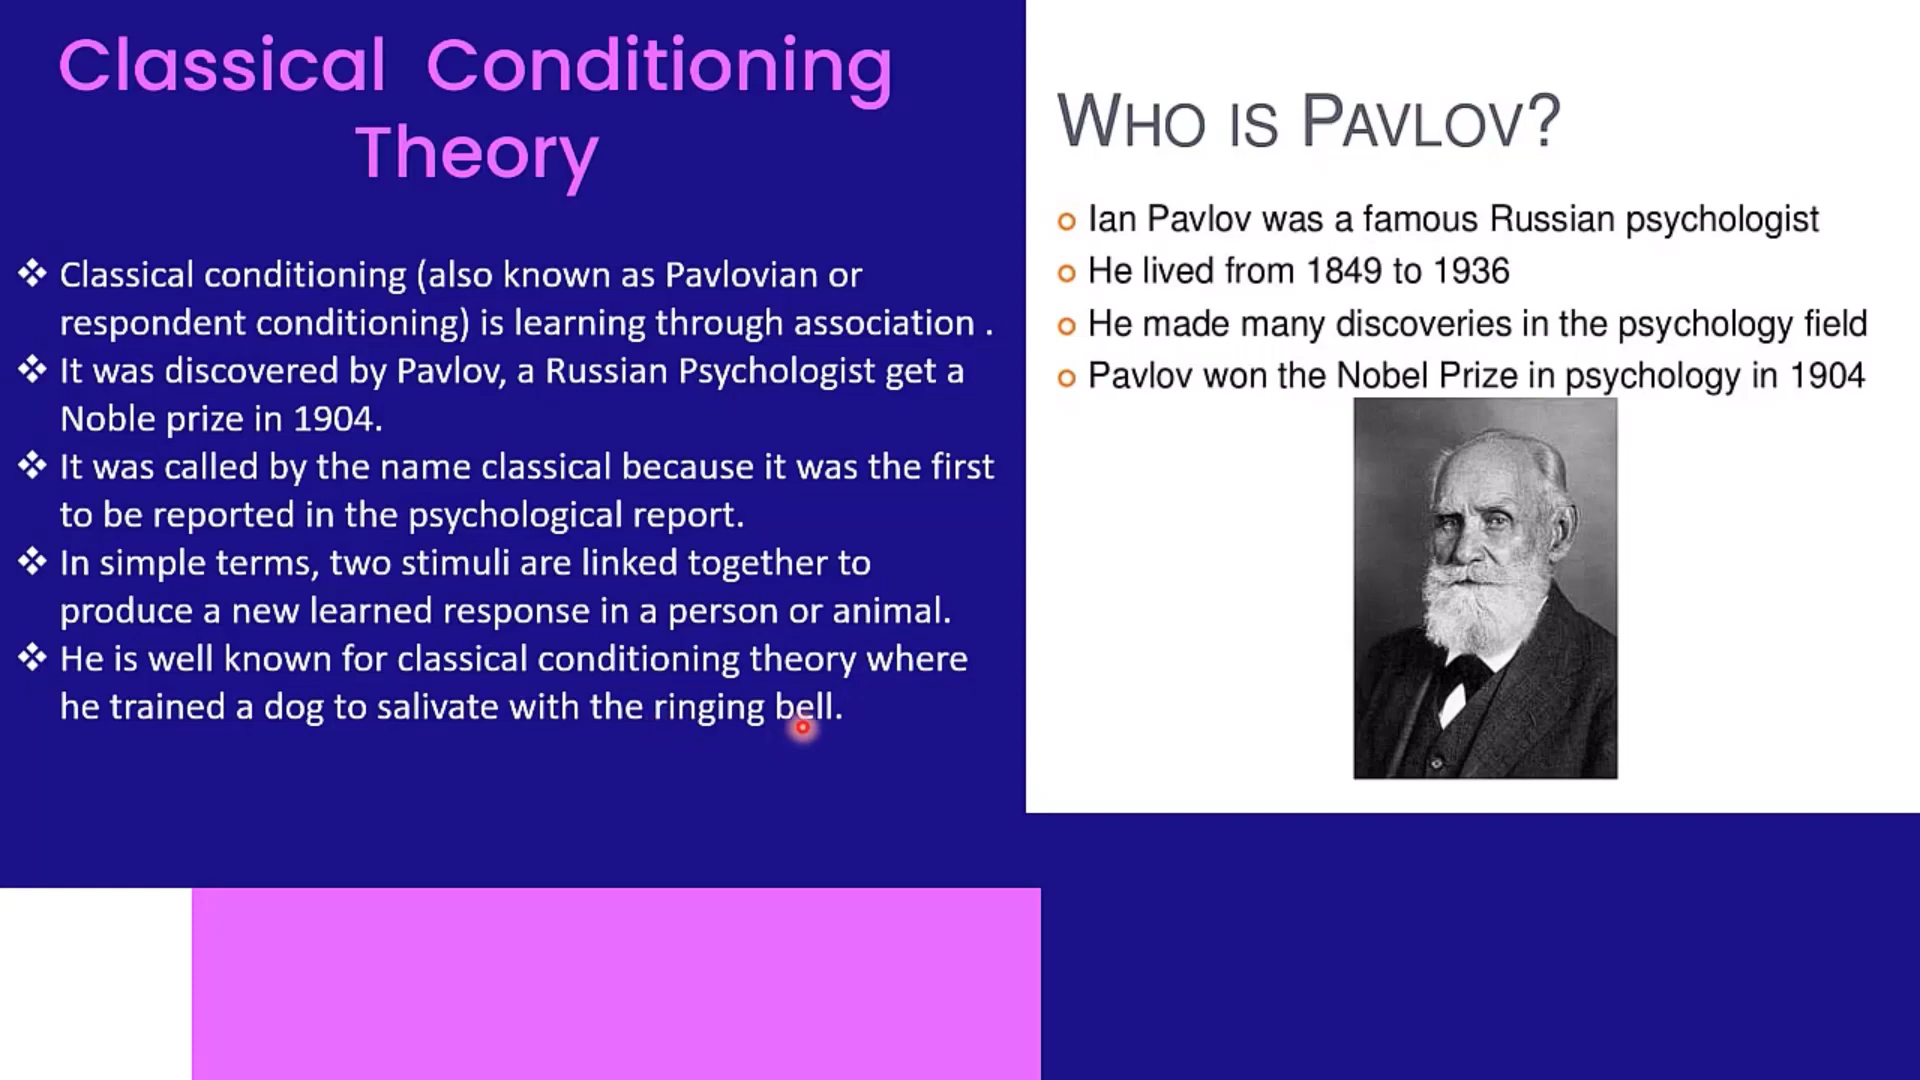 Classical Conditioning
Theory
❖ Classical conditioning (also known as Pavlovian or
respondent conditioning) is learning through association .
❖ It was discovered by Pavlov, a Russian Psychologist get a
Noble prize in 1904.
❖ It was called by the name classical because it was the first
to be reported in the psychological report.
❖ In simple terms, two stimuli are linked together to
produce a new learned response in a person or animal.
❖ He is well known for classical conditioning theory where
he trained a dog to salivate with the ringing bell.
WHO IS PAVLOV?
Ian Pavlov was a famous Russian psychologist
He lived from 1849 to 1936
He made many discoveries in the psychology field
Pavlov won the Nobel Prize in psychology in 1904